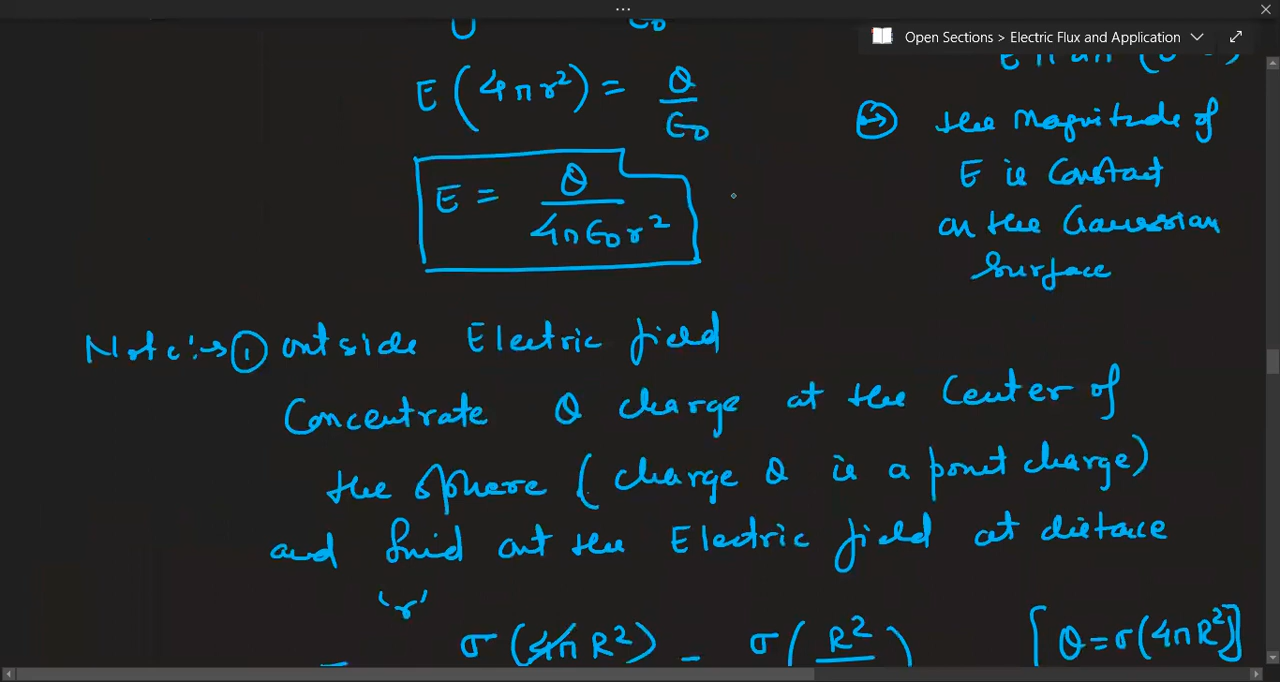 Open Sections > Electric Flux and Application
E (4πr²) = Q/ϵ₀
E = Q/4πϵ₀r²
the Magnitude of
E is Constact
on the Gaussian
Surface
Note:→ ① outside Electric field
Concentrate Q charge at the Center of
the sphere (charge Q is a point charge)
and find out the Electric field at distace
'r'
σ(4πR²) = σ(R²/ ) [Q=σ(4πR²)]